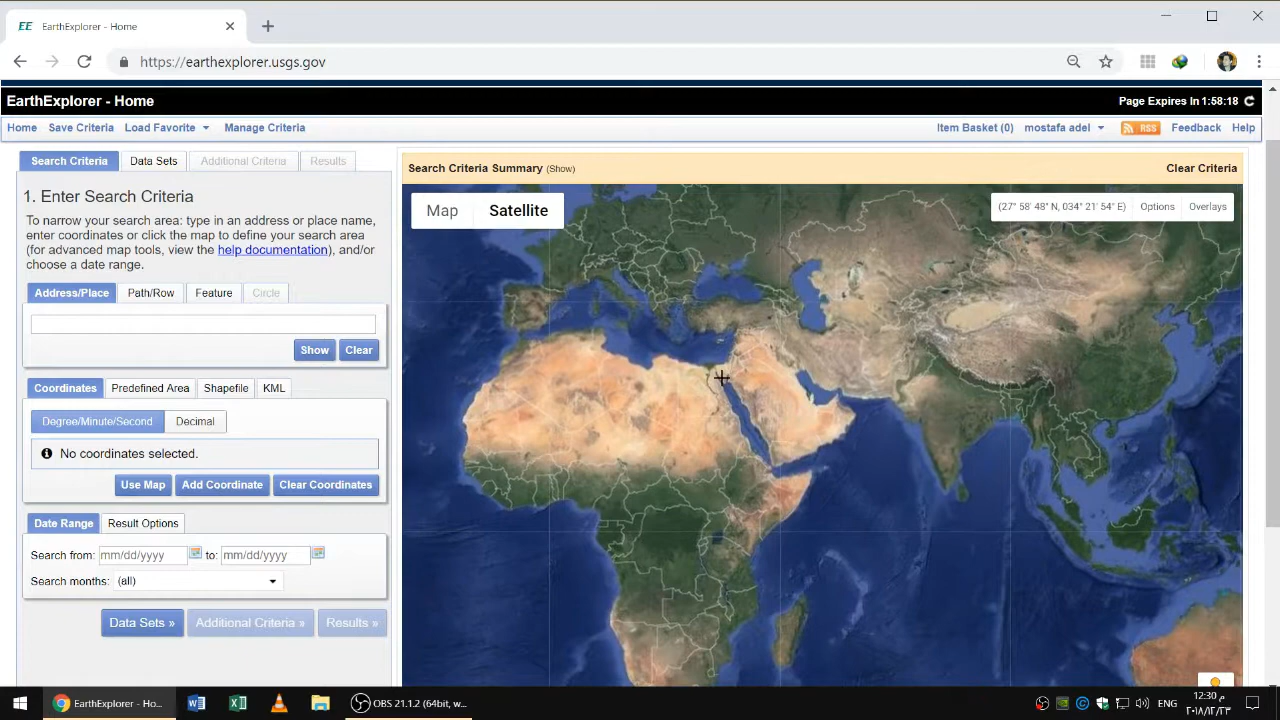 EE EarthExplorer - Home
https://earthexplorer.usgs.gov
EarthExplorer - Home
Page Expires In 1:58:18
Home Save Criteria Load Favorite Manage Criteria
Item Basket (0) mostafa adel RSS Feedback Help
Search Criteria Data Sets Additional Criteria Results
1. Enter Search Criteria
To narrow your search area: type in an address or place name,
enter coordinates or click the map to define your search area
(for advanced map tools, view the help documentation), and/or
choose a date range.
Address/Place Path/Row Feature Circle
Show Clear
Coordinates Predefined Area Shapefile KML
Degree/Minute/Second Decimal
No coordinates selected.
Use Map Add Coordinate Clear Coordinates
Date Range Result Options
Search from: mm/dd/yyyy to: mm/dd/yyyy
Search months: (all)
Data Sets » Additional Criteria » Results »
Search Criteria Summary (Show) Clear Criteria
Map Satellite
(27° 58' 48" N, 034° 21' 54" E) Options Overlays
EarthExplorer - Ho...
OBS 21.1.2 (64bit, w...
ENG
12:30 م
٢٠١٨/١٢/٢٣